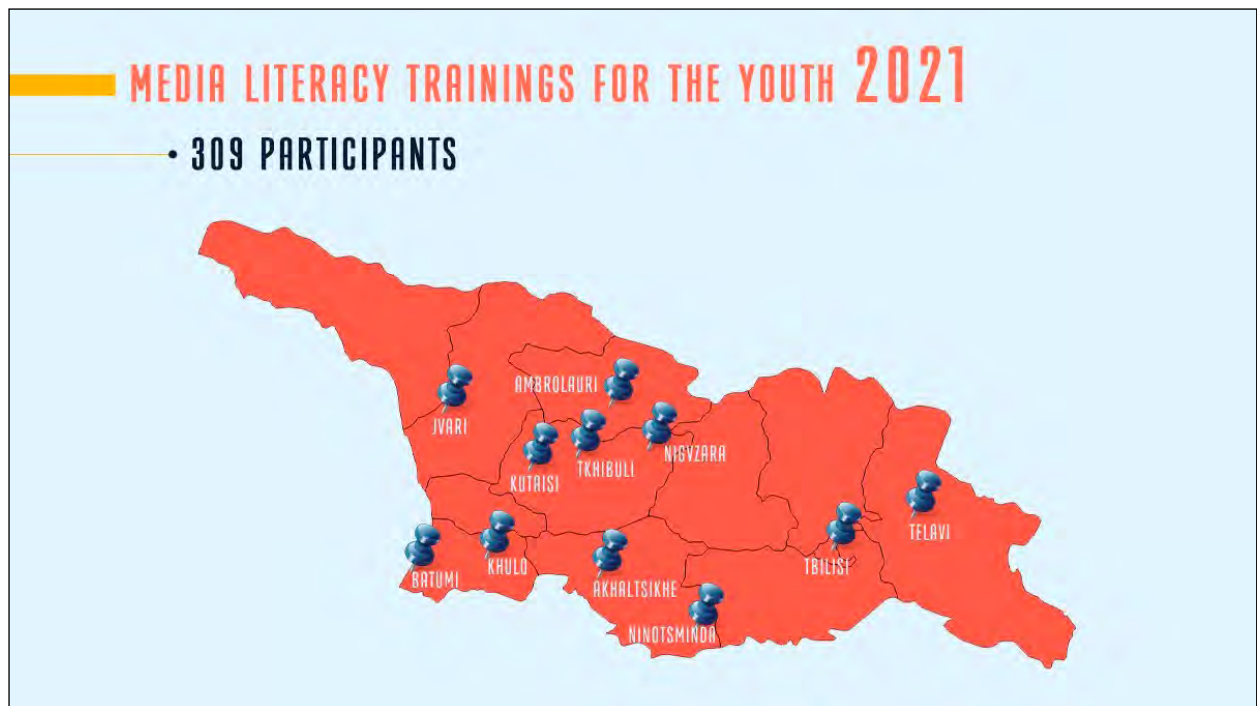 MEDIA LITERACY TRAININGS FOR THE YOUTH 2021
• 309 PARTICIPANTS
AMBROLAURI
JVARI
NIGVZARA
TKHIBULI
KUTAISI
TELAVI
TBILISI
KHULO
BATUMI
AKHALTSIKHE
NINOTSMINDA